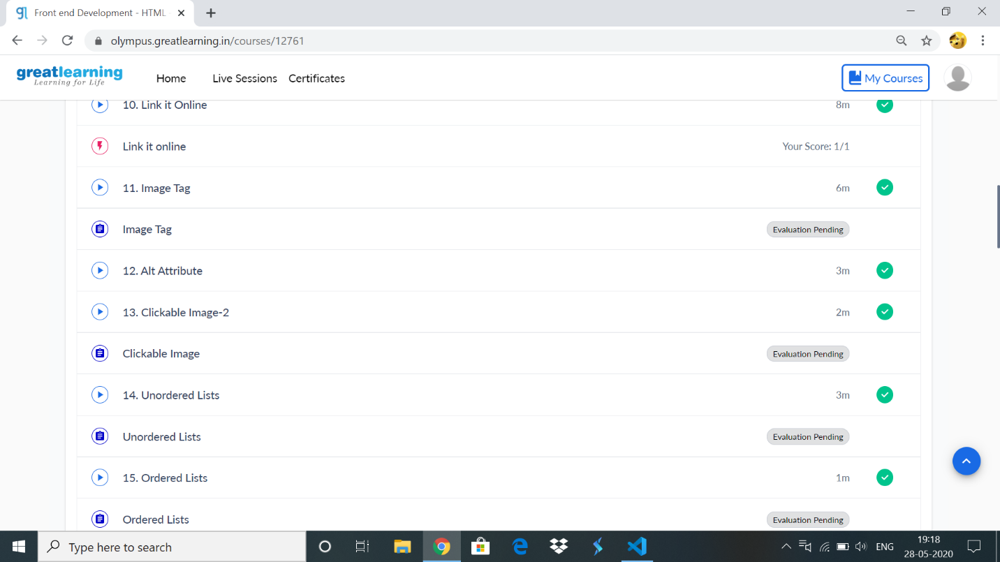 Front end Development - HTML
olympus.greatlearning.in/courses/12761
greatlearning
Learning for Life
Home
Live Sessions
Certificates
My Courses
10. Link it Online 8m
Link it online Your Score: 1/1
11. Image Tag 6m
Image Tag Evaluation Pending
12. Alt Attribute 3m
13. Clickable Image-2 2m
Clickable Image Evaluation Pending
14. Unordered Lists 3m
Unordered Lists Evaluation Pending
15. Ordered Lists 1m
Ordered Lists Evaluation Pending
Type here to search
ENG
19:18
28-05-2020